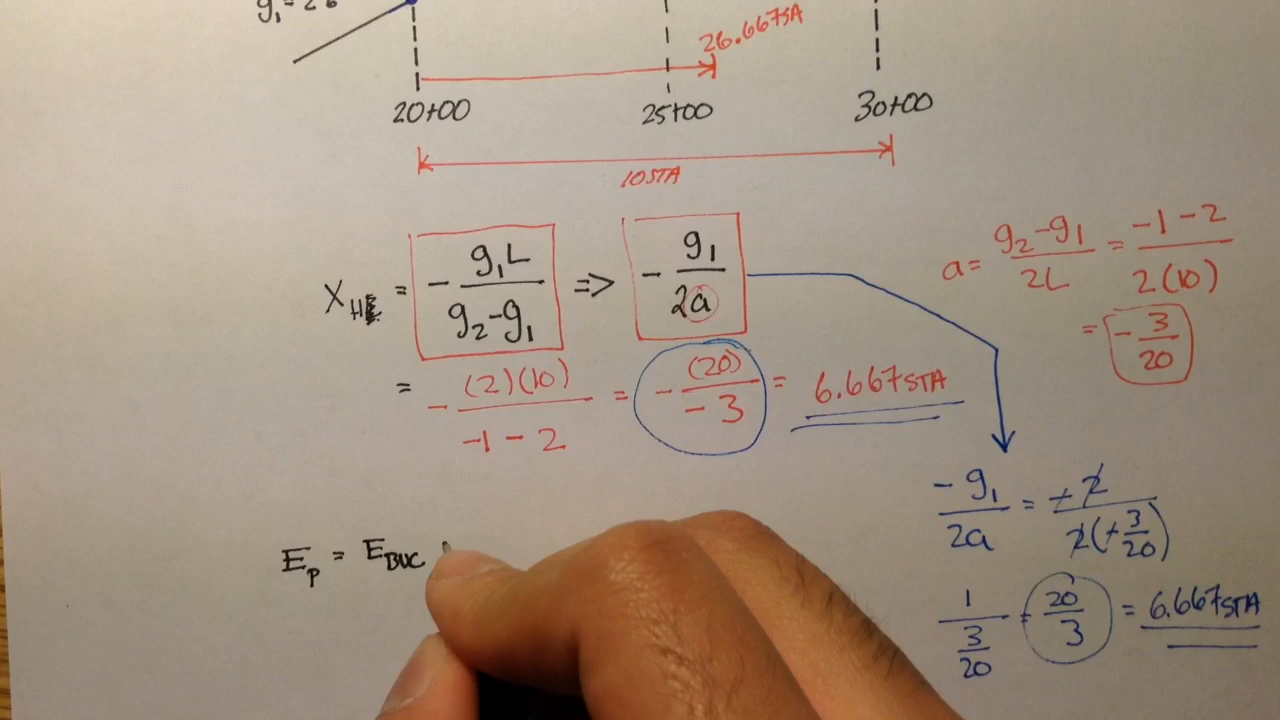 g₁ = 2%
26.667STA
20+00 25+00 30+00
10STA
X = - g₁L / g₂-g₁ => - g₁ / 2a
a = g₂-g₁ / 2L = -1-2 / 2(10)
= - 3/20
= - (2)(10) / -1-2 = - (20) / -3 = 6.667STA
-g₁ / 2a = +2 / 2(+3/20)
Eₚ = E_BVC
1 / 3/20 = 20/3 = 6.667STA